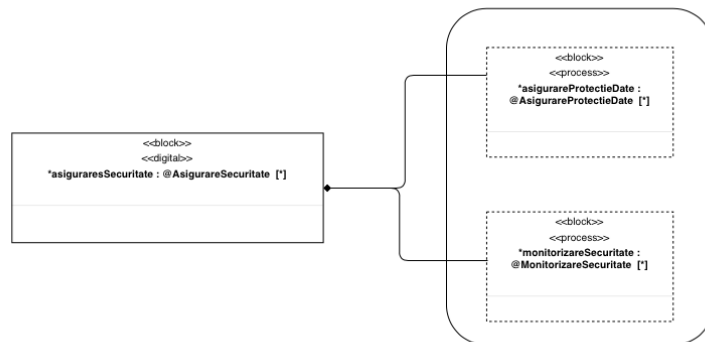 <<block>>
<<digital>>
*asiguraresSecuritate : @AsigurareSecuritate [*]
<<block>>
<<process>>
*asigurareProtectieDate :
@AsigurareProtectieDate [*]
<<block>>
<<process>>
*monitorizareSecuritate :
@MonitorizareSecuritate [*]